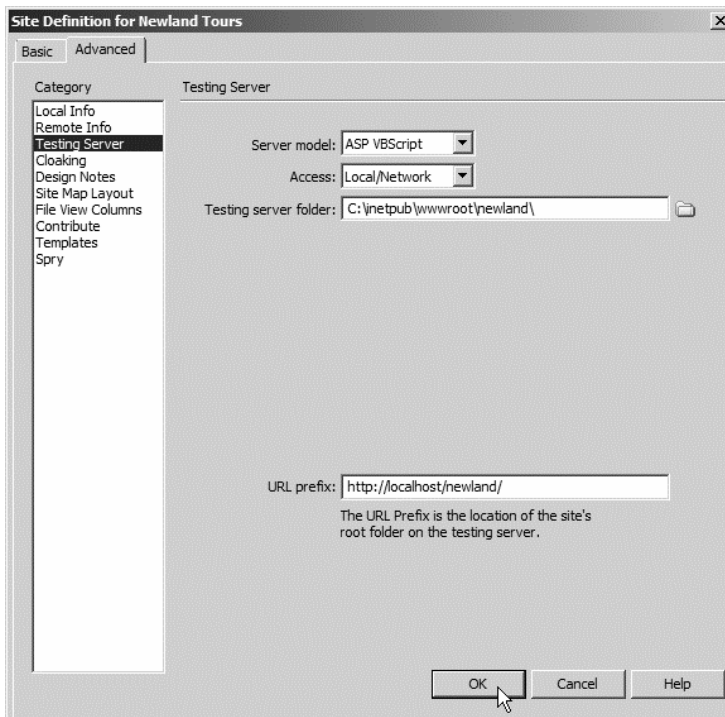 Site Definition for Newland Tours
Basic Advanced
Category
Local Info
Remote Info
Testing Server
Cloaking
Design Notes
Site Map Layout
File View Columns
Contribute
Templates
Spry
Testing Server
Server model: ASP VBScript
Access: Local/Network
Testing server folder: C:\inetpub\wwwroot\newland\
URL prefix: http://localhost/newland/
The URL Prefix is the location of the site's
root folder on the testing server.
OK Cancel Help